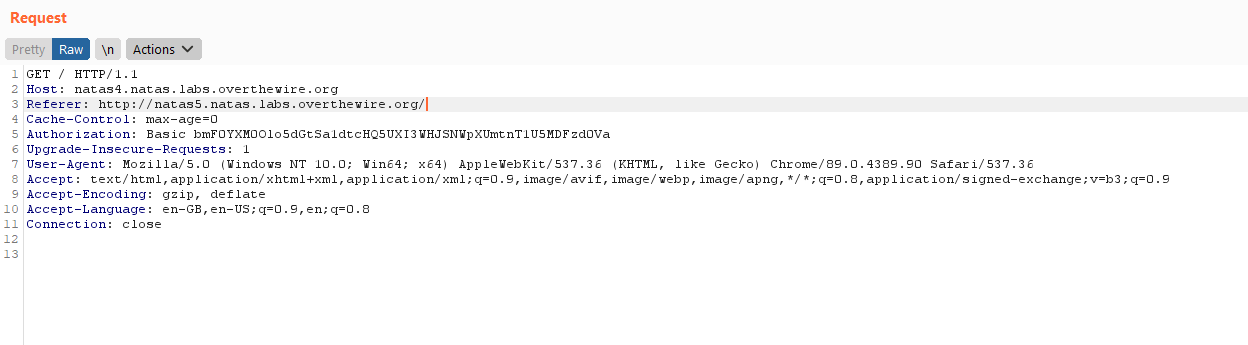 Request
Pretty Raw \n Actions
1 GET / HTTP/1.1
2 Host: natas4.natas.labs.overthewire.org
3 Referer: http://natas5.natas.labs.overthewire.org/
4 Cache-Control: max-age=0
5 Authorization: Basic bmF0YXM0Olo5dGtSa1dtcHQ5UXI3WHJSNWpXUmtnT1U5MDFzd0Va
6 Upgrade-Insecure-Requests: 1
7 User-Agent: Mozilla/5.0 (Windows NT 10.0; Win64; x64) AppleWebKit/537.36 (KHTML, like Gecko) Chrome/89.0.4389.90 Safari/537.36
8 Accept: text/html,application/xhtml+xml,application/xml;q=0.9,image/avif,image/webp,image/apng,*/*;q=0.8,application/signed-exchange;v=b3;q=0.9
9 Accept-Encoding: gzip, deflate
10 Accept-Language: en-GB,en-US;q=0.9,en;q=0.8
11 Connection: close
12
13